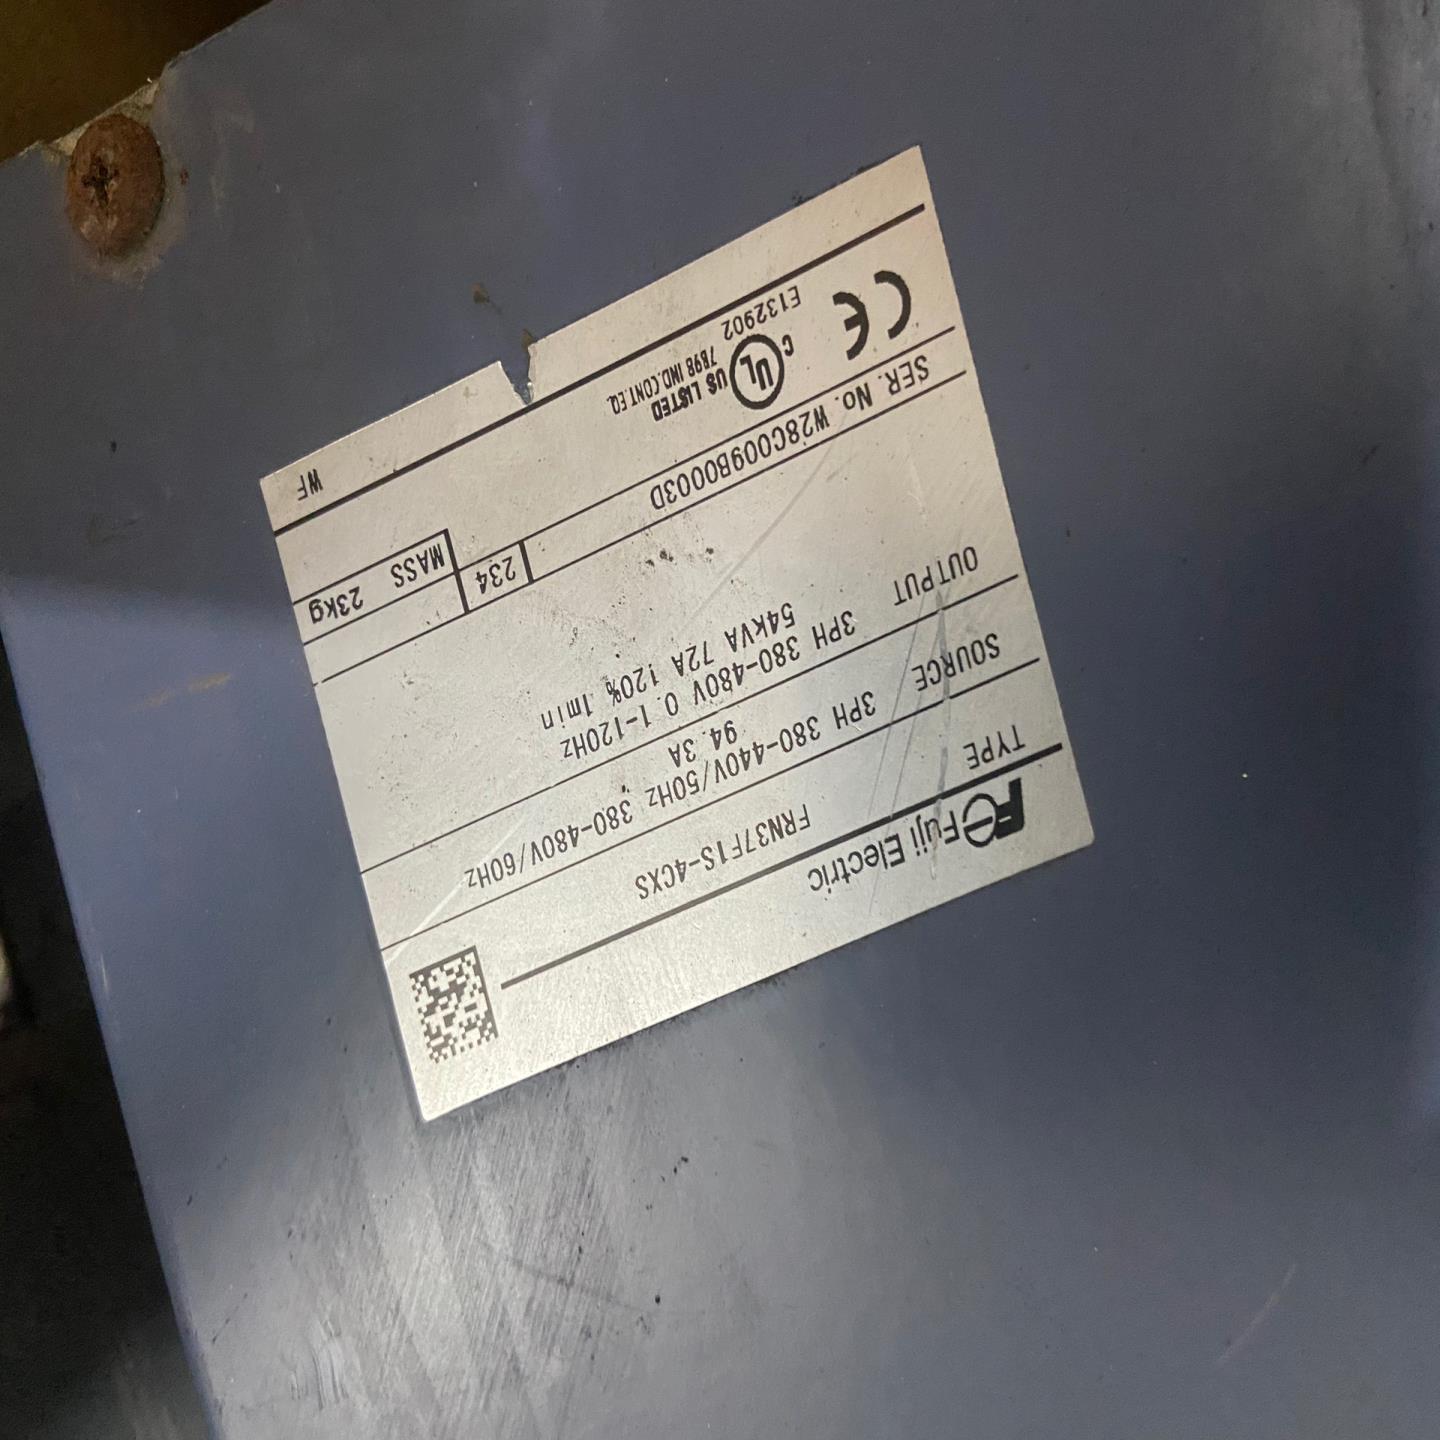 Fuji Electric
TYPE FRN37F1S-4CXS
SOURCE 3PH 380-440V/50Hz 380-480V/60Hz
94.3A
OUTPUT 3PH 380-480V 0.1-120Hz
54kVA 72A 120% 1min
SER. No. W28C009B0003D 234
MASS 23kg
CE
C UL US LISTED
7B98 IND.CONT.EQ.
E132902
WF